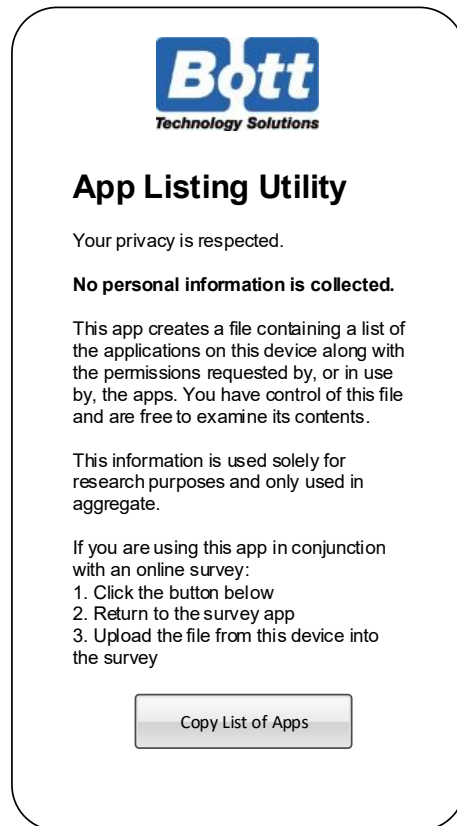 Bott
Technology Solutions
App Listing Utility
Your privacy is respected.
No personal information is collected.
This app creates a file containing a list of
the applications on this device along with
the permissions requested by, or in use
by, the apps. You have control of this file
and are free to examine its contents.
This information is used solely for
research purposes and only used in
aggregate.
If you are using this app in conjunction
with an online survey:
1. Click the button below
2. Return to the survey app
3. Upload the file from this device into
the survey
Copy List of Apps